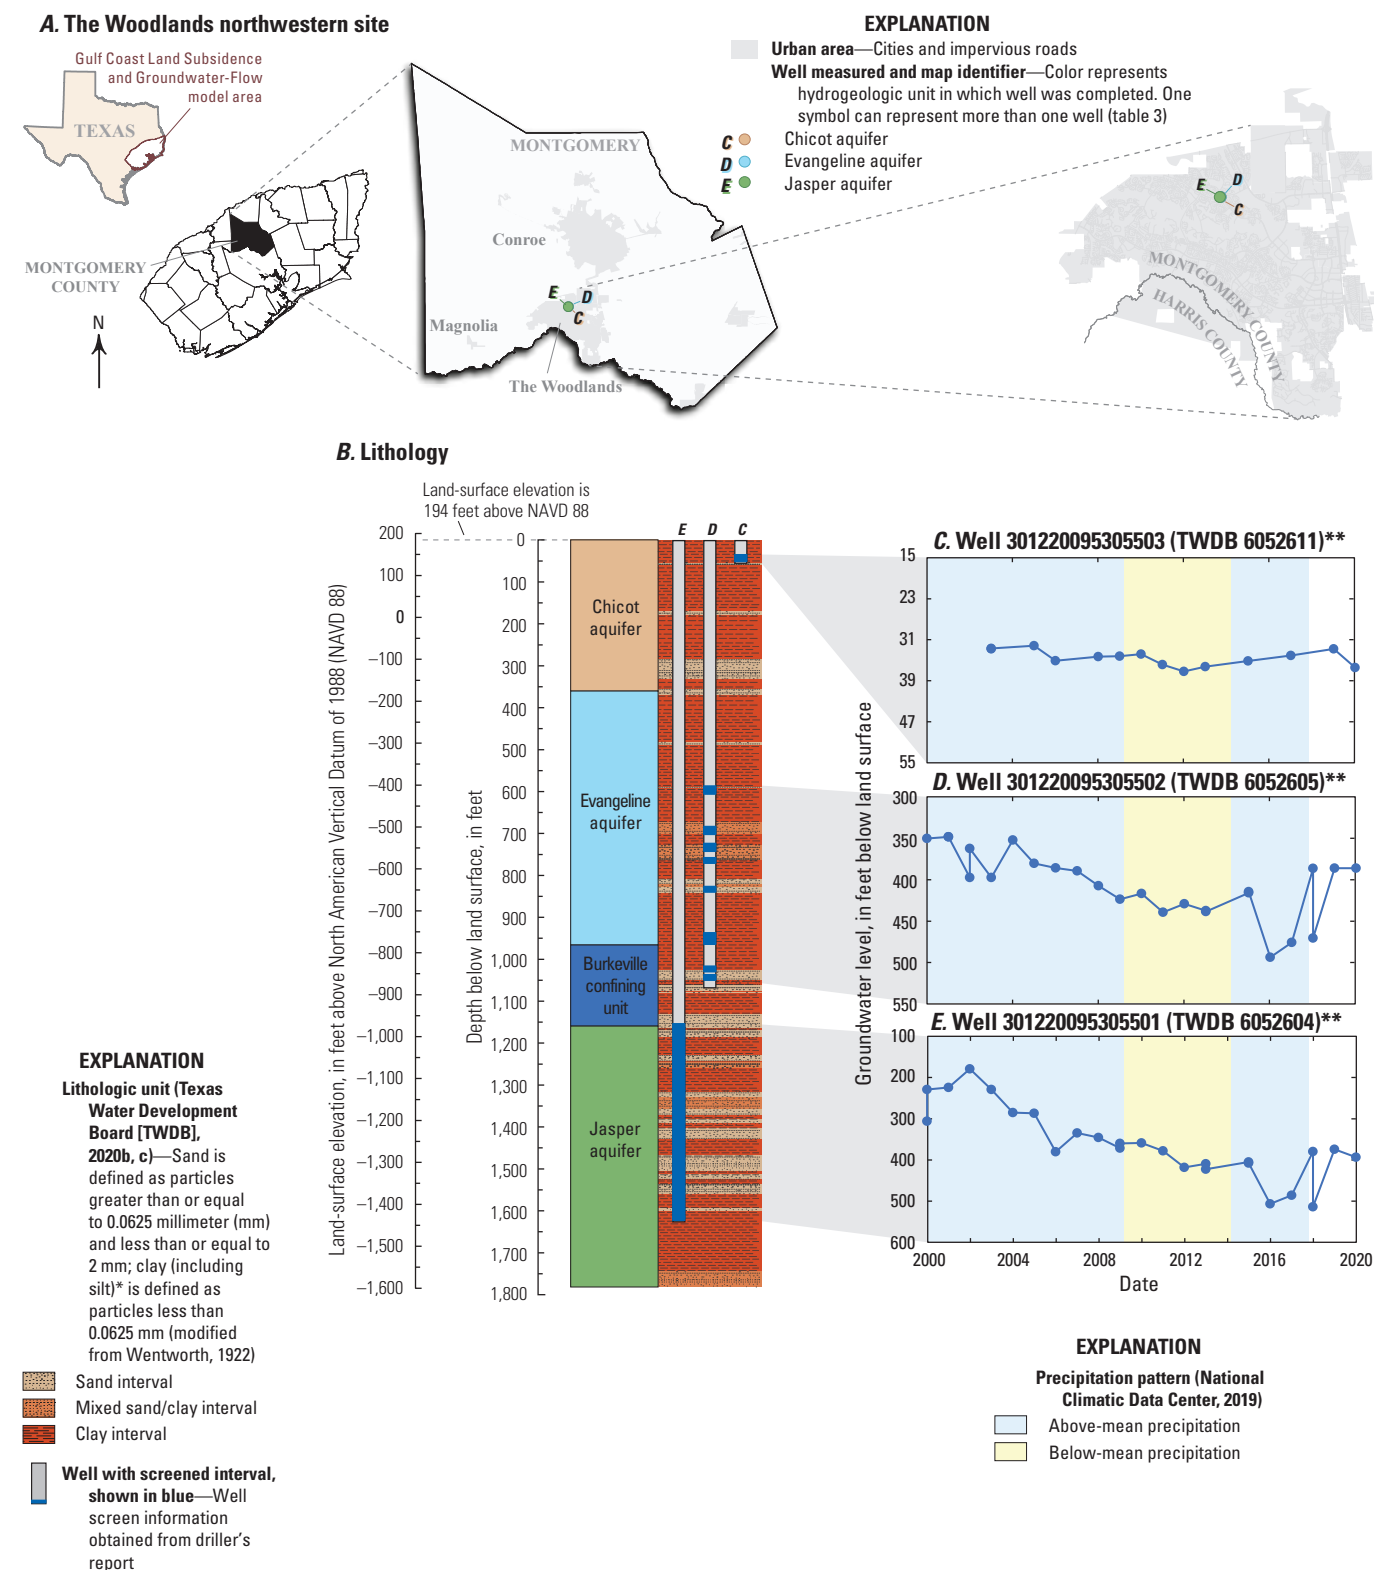 A. The Woodlands northwestern site
Gulf Coast Land Subsidence
and Groundwater-Flow
model area
TEXAS
MONTGOMERY
COUNTY
N
MONTGOMERY
Conroe
E
D
C
Magnolia
The Woodlands
EXPLANATION
Urban area—Cities and impervious roads
Well measured and map identifier—Color represents
hydrogeologic unit in which well was completed. One
symbol can represent more than one well (table 3)
C Chicot aquifer
D Evangeline aquifer
E Jasper aquifer
E
D
C
MONTGOMERY COUNTY
HARRIS COUNTY
B. Lithology
Land-surface elevation is
194 feet above NAVD 88
Land-surface elevation, in feet above North American Vertical Datum of 1988 (NAVD 88)
200
100
0
–100
–200
–300
–400
–500
–600
–700
–800
–900
–1,000
–1,100
–1,200
–1,300
–1,400
–1,500
–1,600
Depth below land surface, in feet
0
100
200
300
400
500
600
700
800
900
1,000
1,100
1,200
1,300
1,400
1,500
1,600
1,700
1,800
E D C
Chicot
aquifer
Evangeline
aquifer
Burkeville
confining
unit
Jasper
aquifer
Groundwater level, in feet below land surface
C. Well 301220095305503 (TWDB 6052611)**
15
23
31
39
47
55
D. Well 301220095305502 (TWDB 6052605)**
300
350
400
450
500
550
E. Well 301220095305501 (TWDB 6052604)**
100
200
300
400
500
600
2000 2004 2008 2012 2016 2020
Date
EXPLANATION
Lithologic unit (Texas
Water Development
Board [TWDB],
2020b, c)—Sand is
defined as particles
greater than or equal
to 0.0625 millimeter (mm)
and less than or equal to
2 mm; clay (including
silt)* is defined as
particles less than
0.0625 mm (modified
from Wentworth, 1922)
Sand interval
Mixed sand/clay interval
Clay interval
Well with screened interval,
shown in blue—Well
screen information
obtained from driller's
report
EXPLANATION
Precipitation pattern (National
Climatic Data Center, 2019)
Above-mean precipitation
Below-mean precipitation